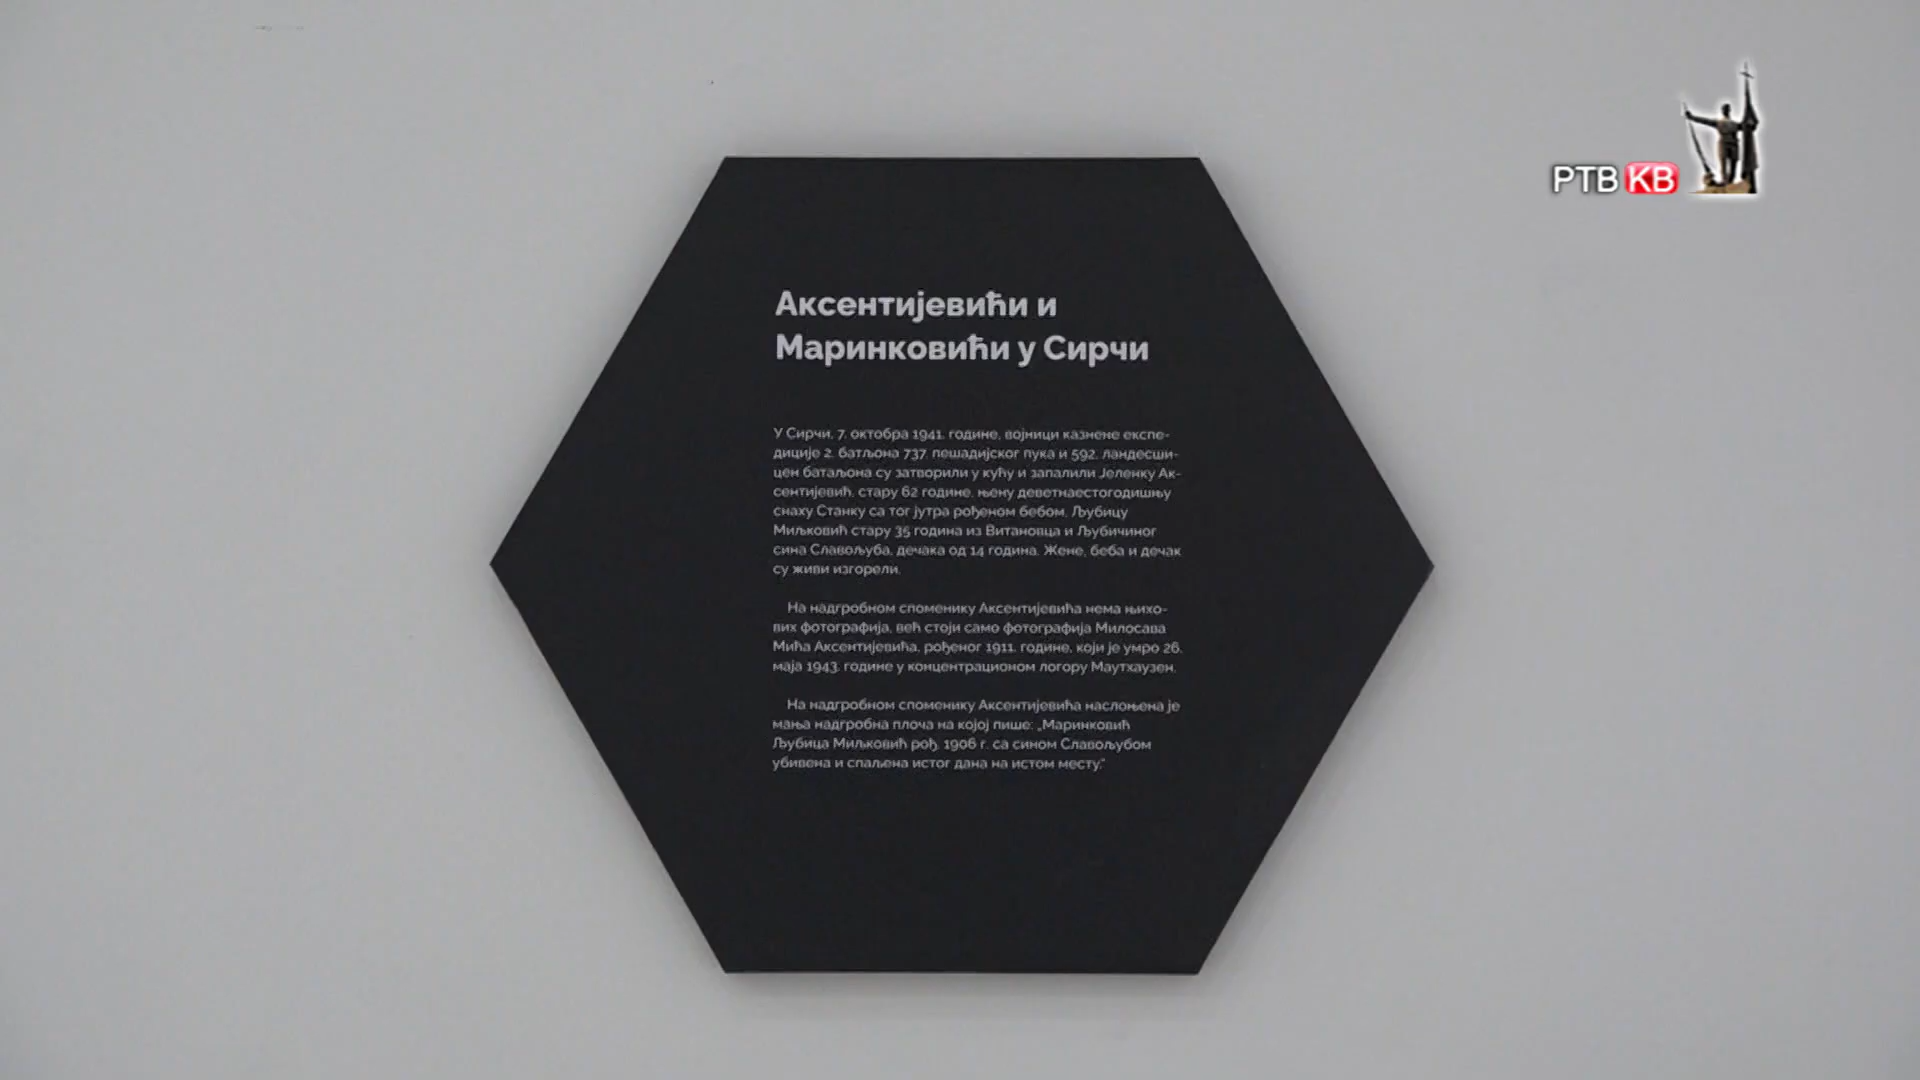 РТВ КВ
Аксентијевићи и
Маринковићи у Сирчи
У Сирчи, 7. октобра 1941. године, војници казнене експе-
диције 2. батљона 737. пешадијског пука и 592. ландесши-
цен батаљона су затворили у кућу и запалили Јеленку Ак-
сентијевић, стару 62 године, њену деветнаестогодишњу
снаху Станку са тог јутра рођеном бебом, Љубицу
Миљковић стару 35 година из Витановца и Љубичиног
сина Славољуба, дечака од 14 година. Жене, беба и дечак
су живи изгорели.
На надгробном споменику Аксентијевића нема њихо-
вих фотографија, већ стоји само фотографија Милосава
Мића Аксентијевића, рођеног 1911. године, који је умро 26.
маја 1943. године у концентрационом логору Маутхаузен.
На надгробном споменику Аксентијевића наслоњена је
мања надгробна плоча на којој пише: „Маринковић
Љубица Миљковић рођ. 1906 г. са сином Славољубом
убивена и спаљена истог дана на истом месту.“